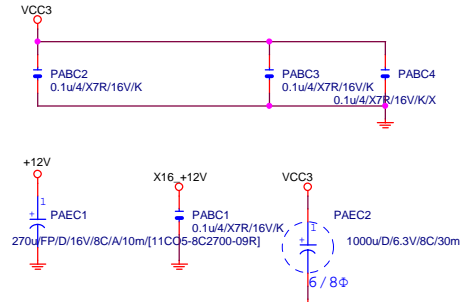 VCC3
PABC2
0.1u/4/X7R/16V/K
PABC3
0.1u/4/X7R/16V/K
PABC4
0.1u/4/X7R/16V/K/X
+12V
1
+
PAEC1
270u/FP/D/16V/8C/A/10m/[11CO5-8C2700-09R]
X16_+12V
PABC1
0.1u/4/X7R/16V/K
VCC3
1
+
PAEC2
1000u/D/6.3V/8C/30m
6/8Φ